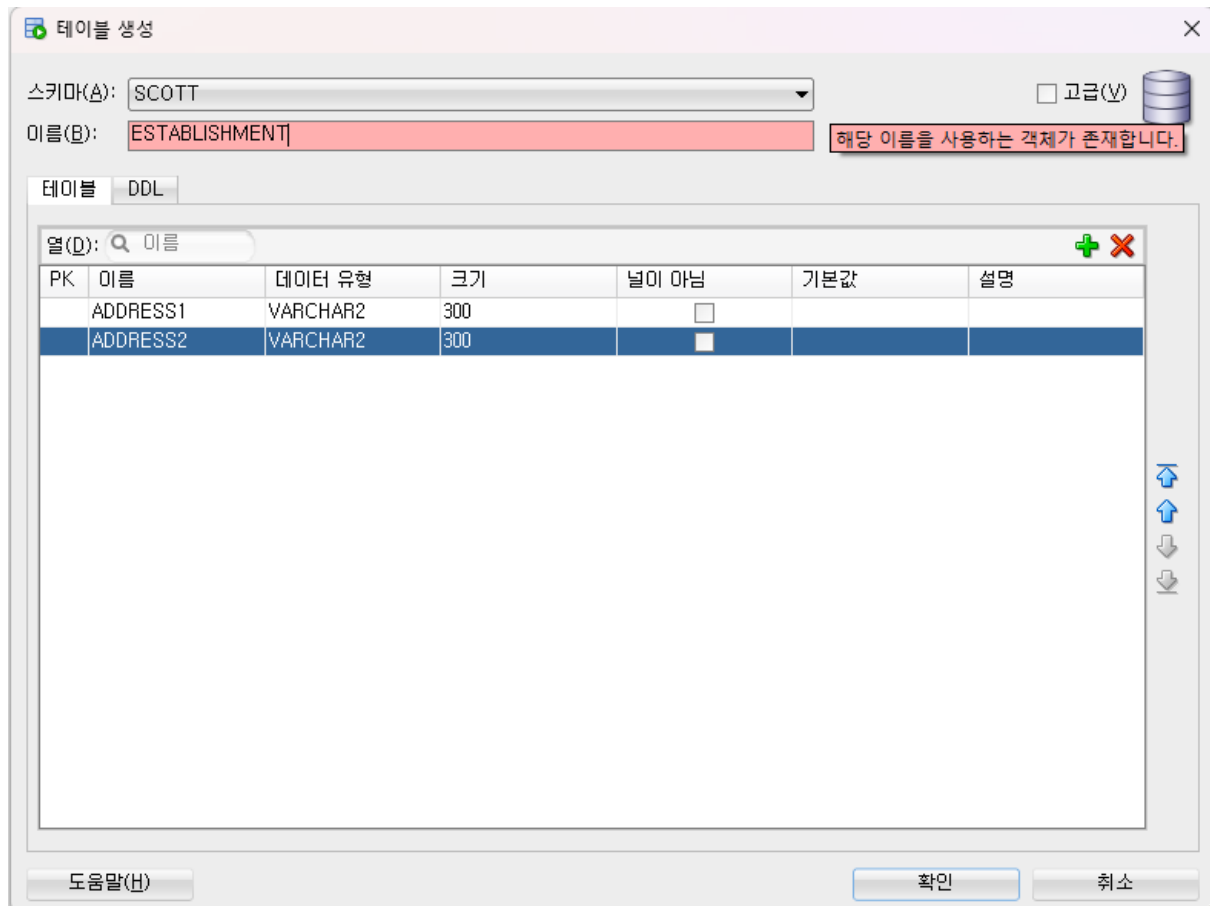 테이블 생성
스키마(A): SCOTT
고급(V)
이름(B): ESTABLISHMENT
해당 이름을 사용하는 객체가 존재합니다.
테이블 DDL
열(D): 이름
PK 이름 데이터 유형 크기 널이 아님 기본값 설명
ADDRESS1 VARCHAR2 300
ADDRESS2 VARCHAR2 300
도움말(H) 확인 취소